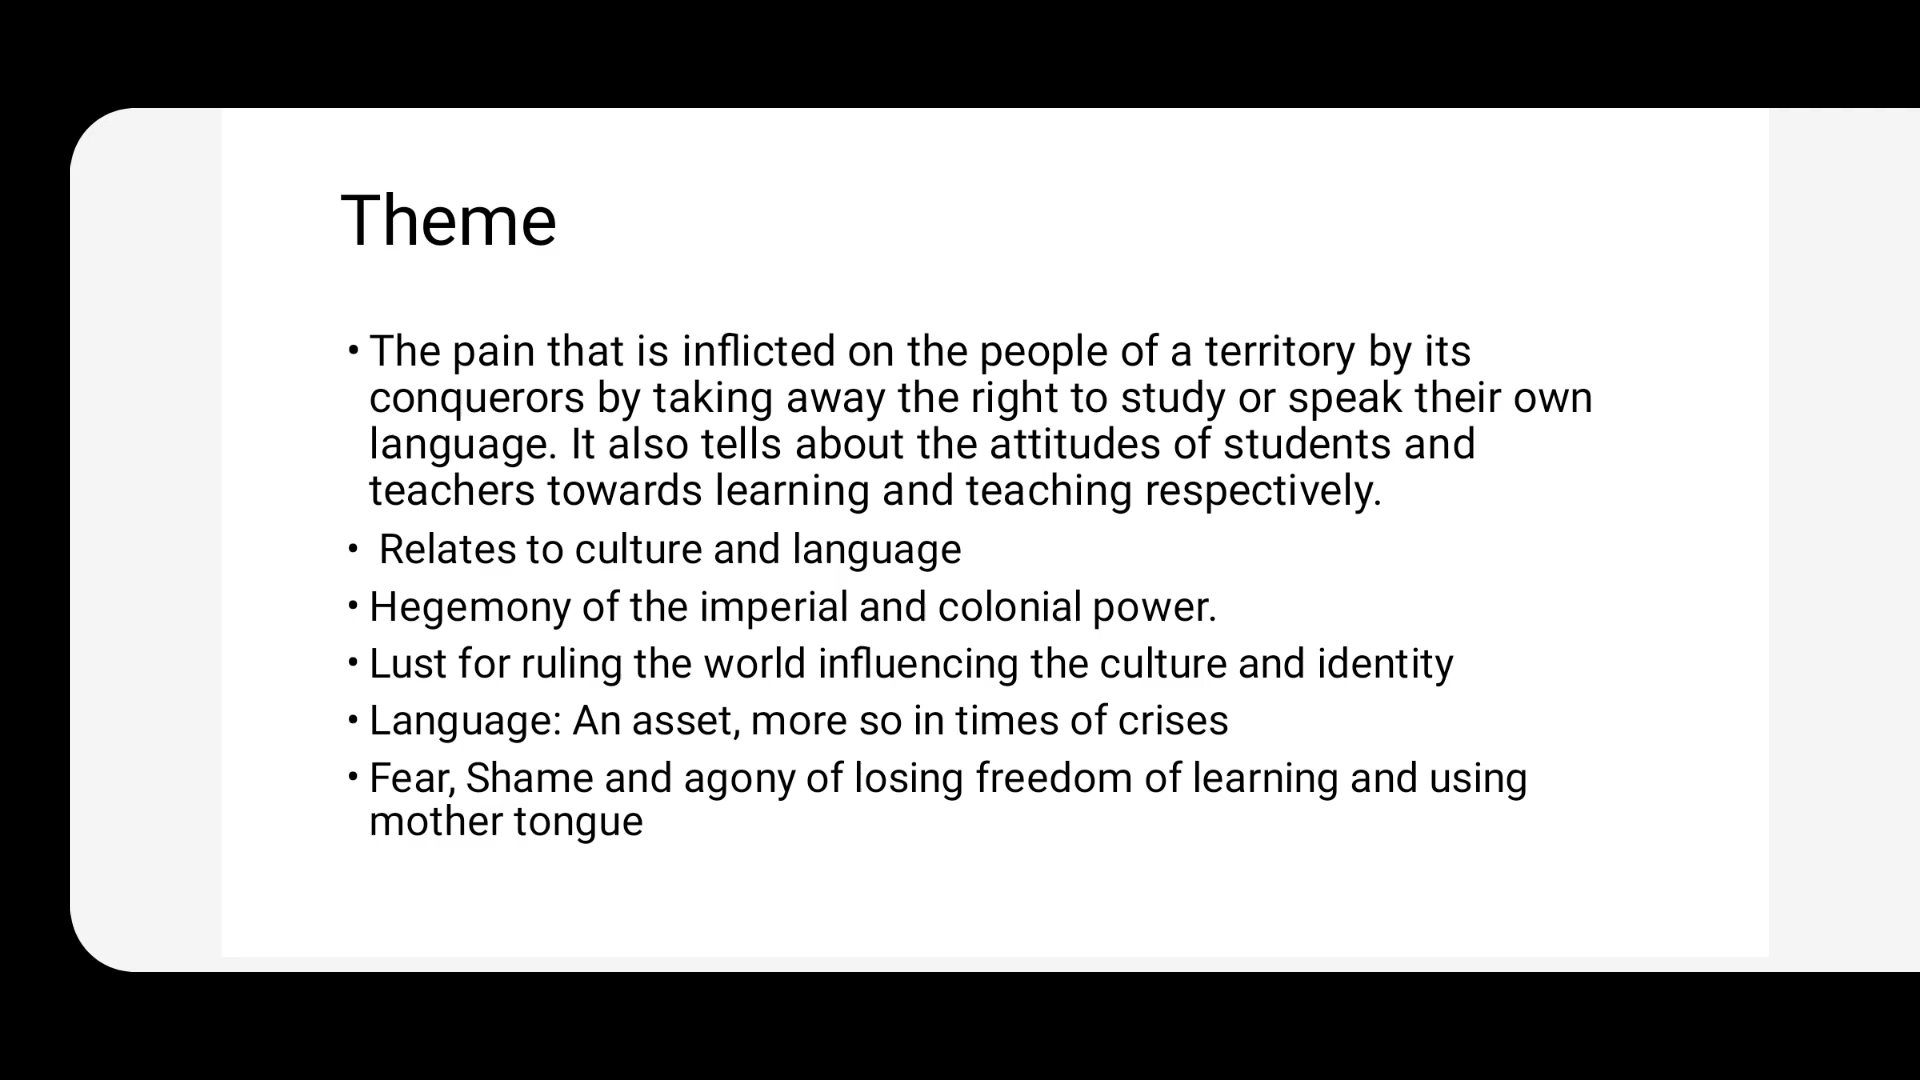 Theme
• The pain that is inflicted on the people of a territory by its
conquerors by taking away the right to study or speak their own
language. It also tells about the attitudes of students and
teachers towards learning and teaching respectively.
• Relates to culture and language
• Hegemony of the imperial and colonial power.
• Lust for ruling the world influencing the culture and identity
• Language: An asset, more so in times of crises
• Fear, Shame and agony of losing freedom of learning and using
mother tongue